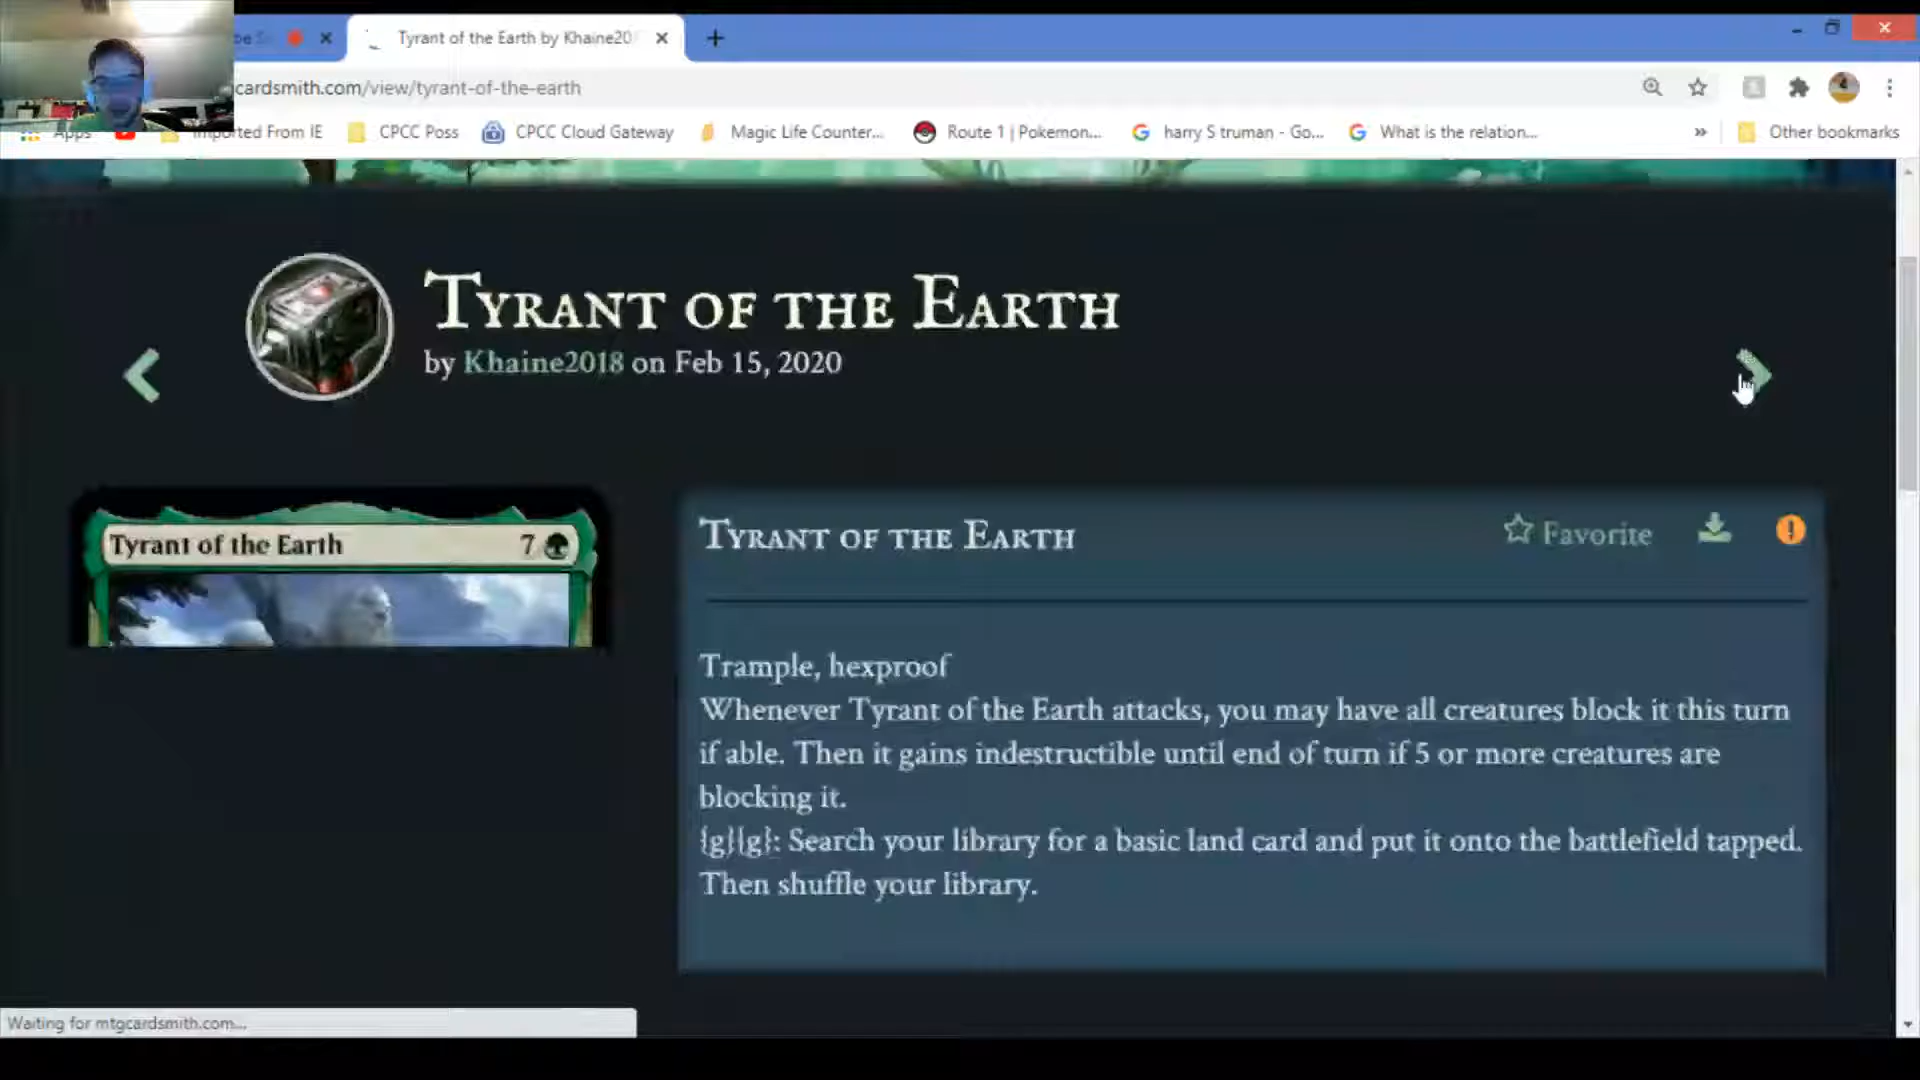 Tyrant of the Earth by Khaine20
cardsmith.com/view/tyrant-of-the-earth
Apps
Imported From IE
CPCC Poss
CPCC Cloud Gateway
Magic Life Counter...
Route 1 | Pokemon...
harry S truman - Go...
What is the relation...
»
Other bookmarks
Tyrant of the Earth
by Khaine2018 on Feb 15, 2020
Tyrant of the Earth 7
Tyrant of the Earth
Favorite
Trample, hexproof
Whenever Tyrant of the Earth attacks, you may have all creatures block it this turn
if able. Then it gains indestructible until end of turn if 5 or more creatures are
blocking it.
{g}{g}: Search your library for a basic land card and put it onto the battlefield tapped.
Then shuffle your library.
Waiting for mtgcardsmith.com...